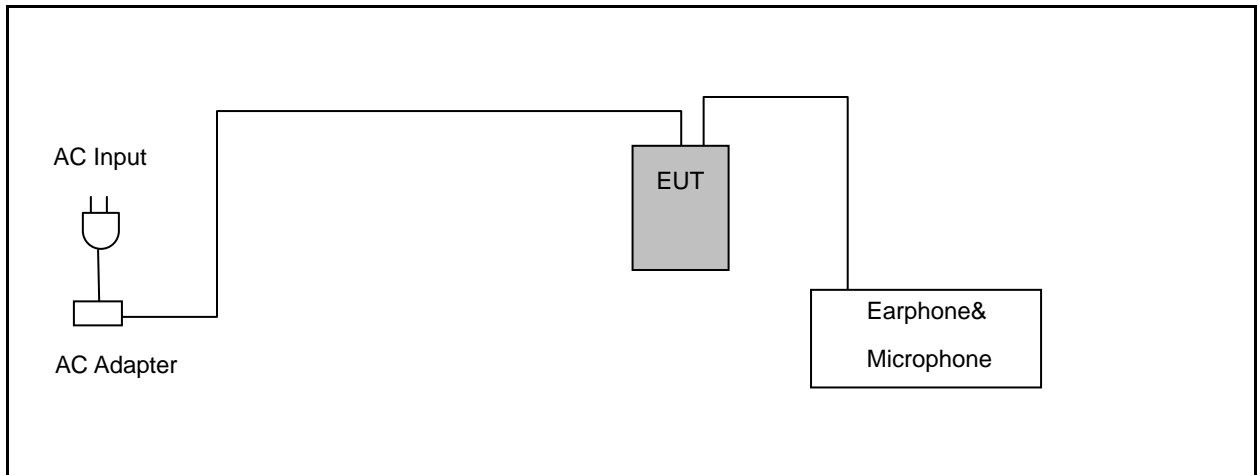 AC Input
EUT
Earphone&
Microphone
AC Adapter